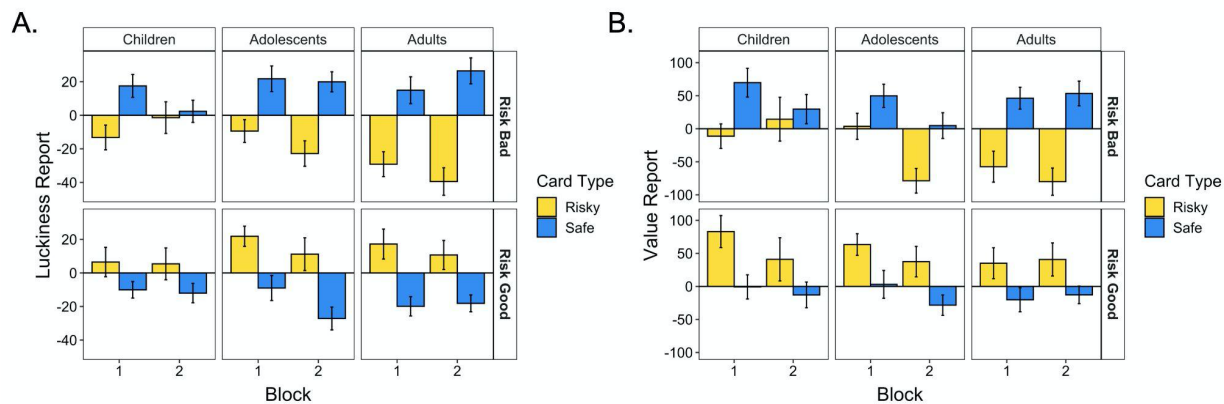 A.
Children Adolescents Adults
Luckiness Report
20
0
-20
-40
Risk Bad
20
0
-20
-40
Risk Good
1 2 1 2 1 2
Block
Card Type
Risky
Safe
B.
Children Adolescents Adults
Value Report
100
50
0
-50
-100
Risk Bad
100
50
0
-50
-100
Risk Good
1 2 1 2 1 2
Block
Card Type
Risky
Safe